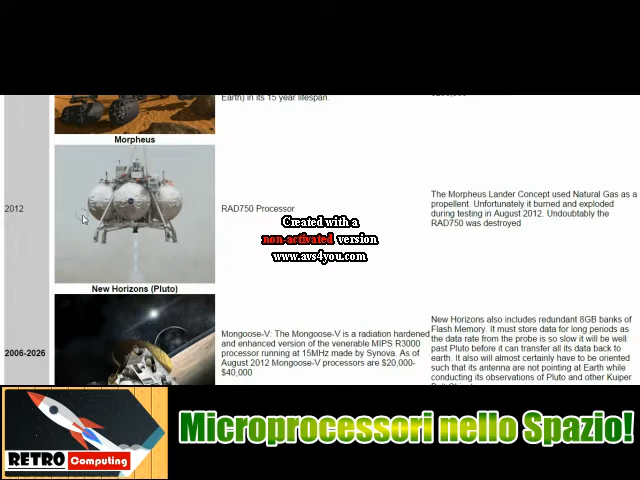 Earth) in its 15 year lifespan.
Morpheus
2012
RAD750 Processor
The Morpheus Lander Concept used Natural Gas as a
propellent. Unfortunately it burned and exploded
during testing in August 2012. Undoubtably the
RAD750 was destroyed
Created with a
non-activated version
www.avs4you.com
New Horizons (Pluto)
2006-2026
Mongoose-V: The Mongoose-V is a radiation hardened
and enhanced version of the venerable MIPS R3000
processor running at 15MHz made by Synova. As of
August 2012 Mongoose-V processors are $20,000-
$40,000
New Horizons also includes redundant 8GB banks of
Flash Memory. It must store data for long periods as
the data rate from the probe is so slow it will be well
past Pluto before it can transfer all its data back to
earth. It also will almost certainly have to be oriented
such that its antenna are not pointing at Earth while
conducting its observations of Pluto and other Kuiper
RETRO Computing
Microprocessori nello Spazio!